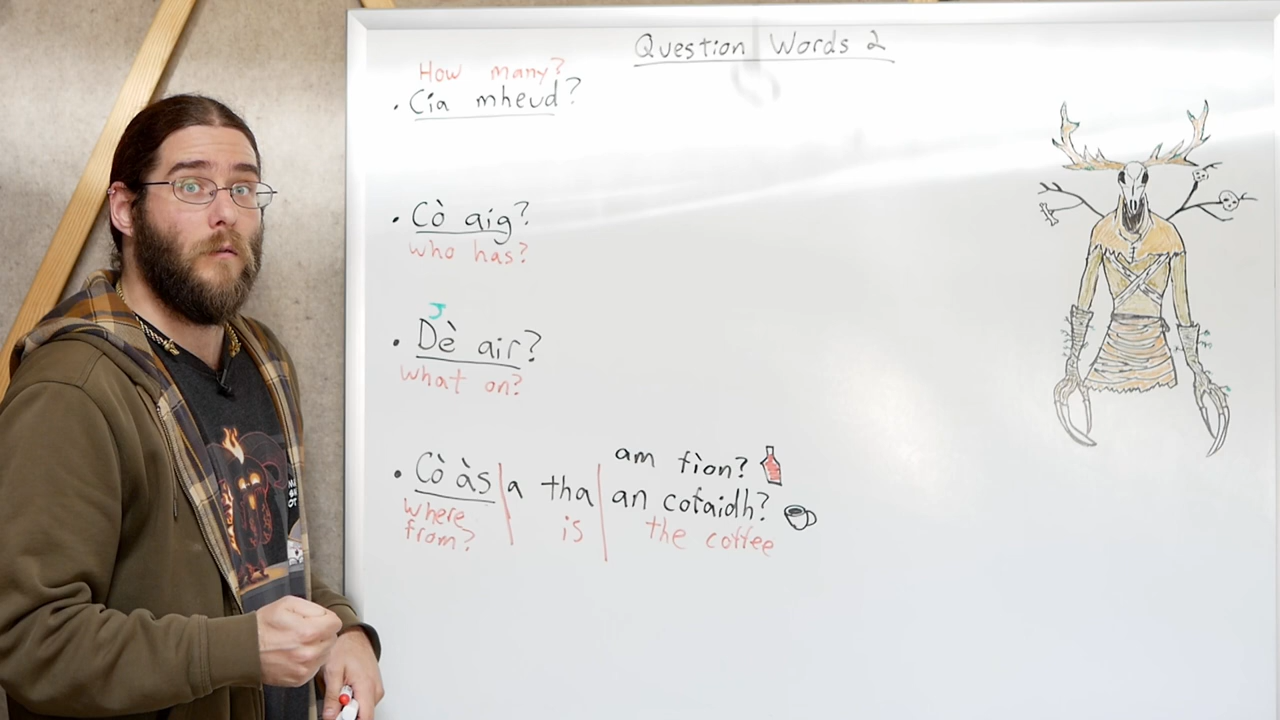 Question Words 2
How many?
• Cia mheud?
• Cò aig?
who has?
J
• Dè air?
what on?
am fìon?
• Cò às a tha an cofaidh?
where from? is the coffee